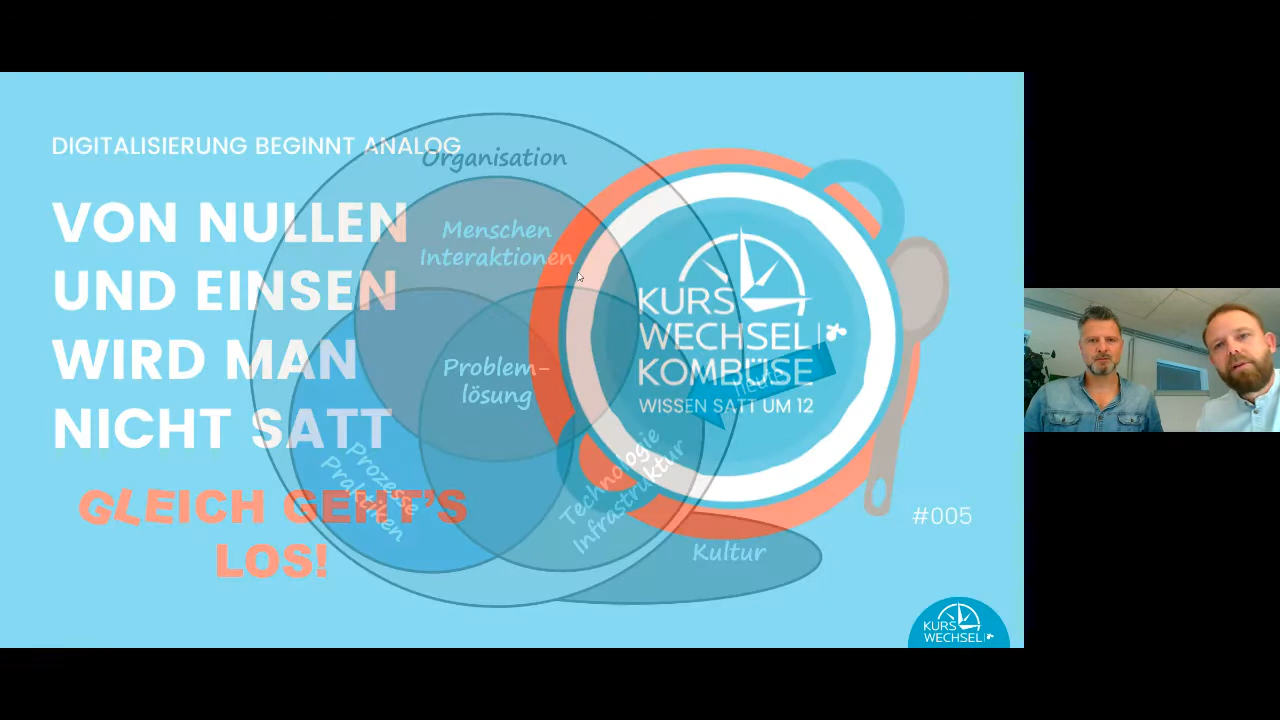 DIGITALISIERUNG BEGINNT ANALOG
VON NULLEN
UND EINSEN
WIRD MAN
NICHT SATT
GLEICH GEHT'S
LOS!
Organisation
Menschen
Interaktionen
Problem-
lösung
Prozesse
Praktiken
Technologie
Infrastruktur
Kultur
KURS
WECHSEL
KOMBÜSE
WISSEN SATT UM 12
heute
#005
KURS
WECHSEL